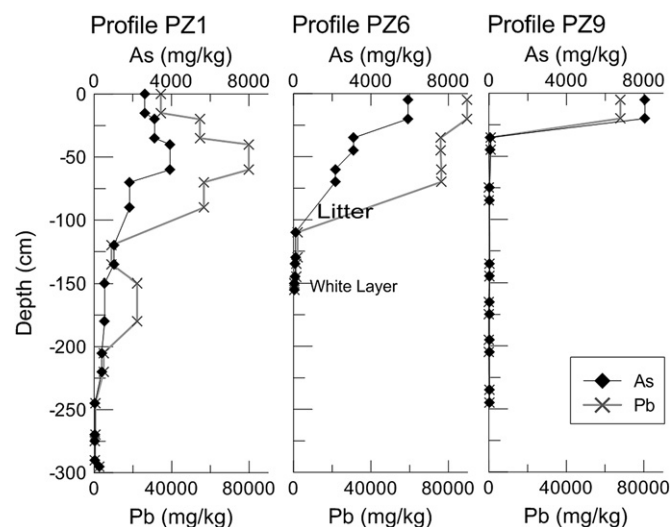 Profile PZ1 Profile PZ6 Profile PZ9
As (mg/kg) As (mg/kg) As (mg/kg)
0 4000 8000 0 4000 8000 0 4000 8000
0
-50
-100
-150
-200
-250
-300
Depth (cm)
Litter
White Layer
As
Pb
0 40000 80000 0 40000 80000 0 40000 80000
Pb (mg/kg) Pb (mg/kg) Pb (mg/kg)